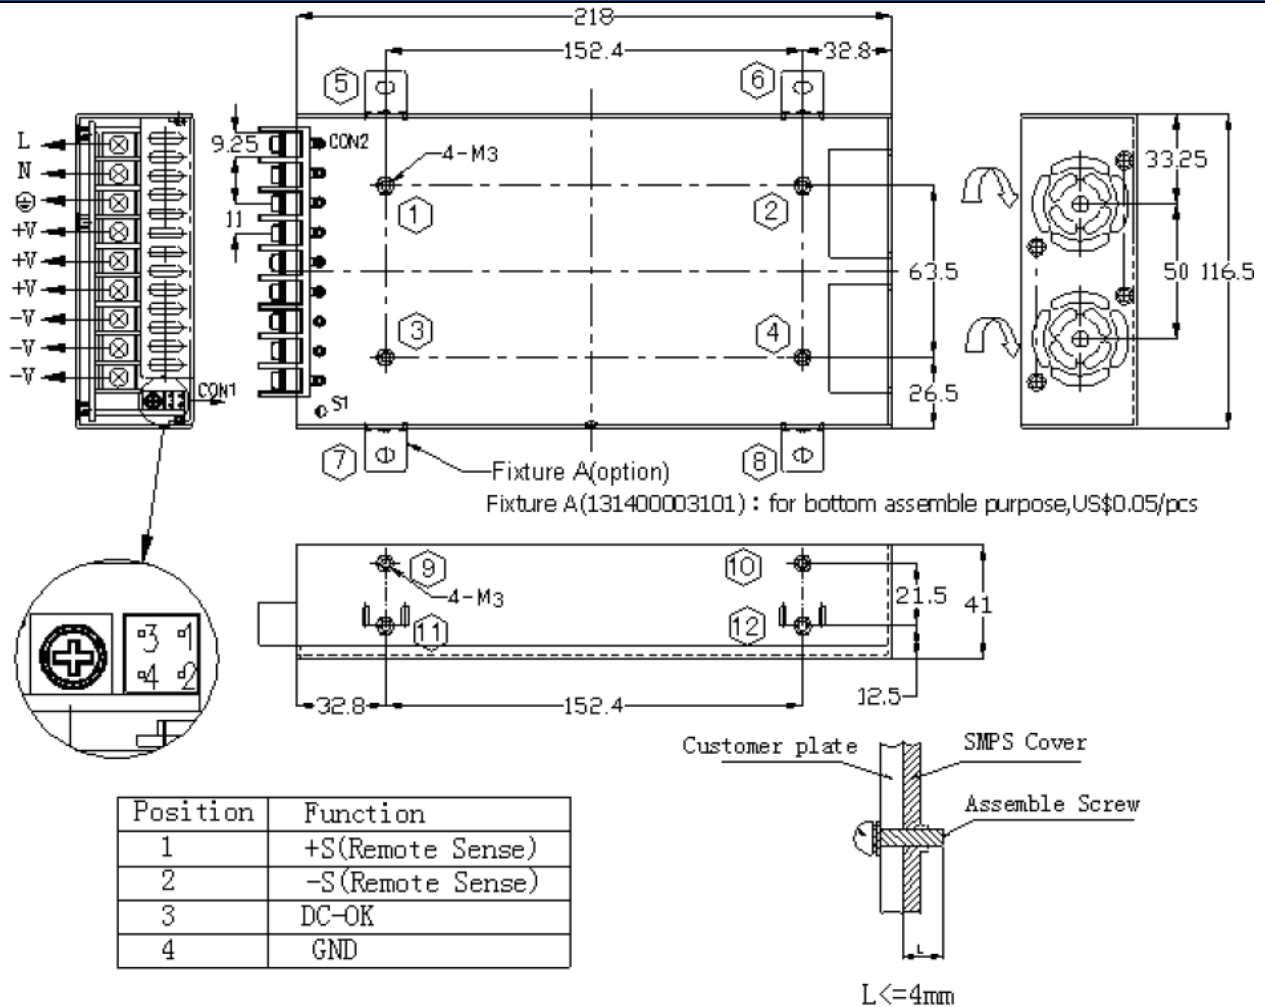 218
152.4
32.8
5
6
L
N
+V
+V
+V
-V
-V
-V
9.25
11
CON2
4-M3
1
2
3
4
63.5
26.5
33.25
50
116.5
CON1
S1
7
8
Fixture A(option)
Fixture A(131400003101) : for bottom assemble purpose,US$0.05/pcs
9
10
4-M3
11
12
21.5
41
12.5
32.8
152.4
3 1
4 2
Customer plate
SMPS Cover
Assemble Screw
L
L<=4mm
Position Function
1 +S(Remote Sense)
2 -S(Remote Sense)
3 DC-OK
4 GND